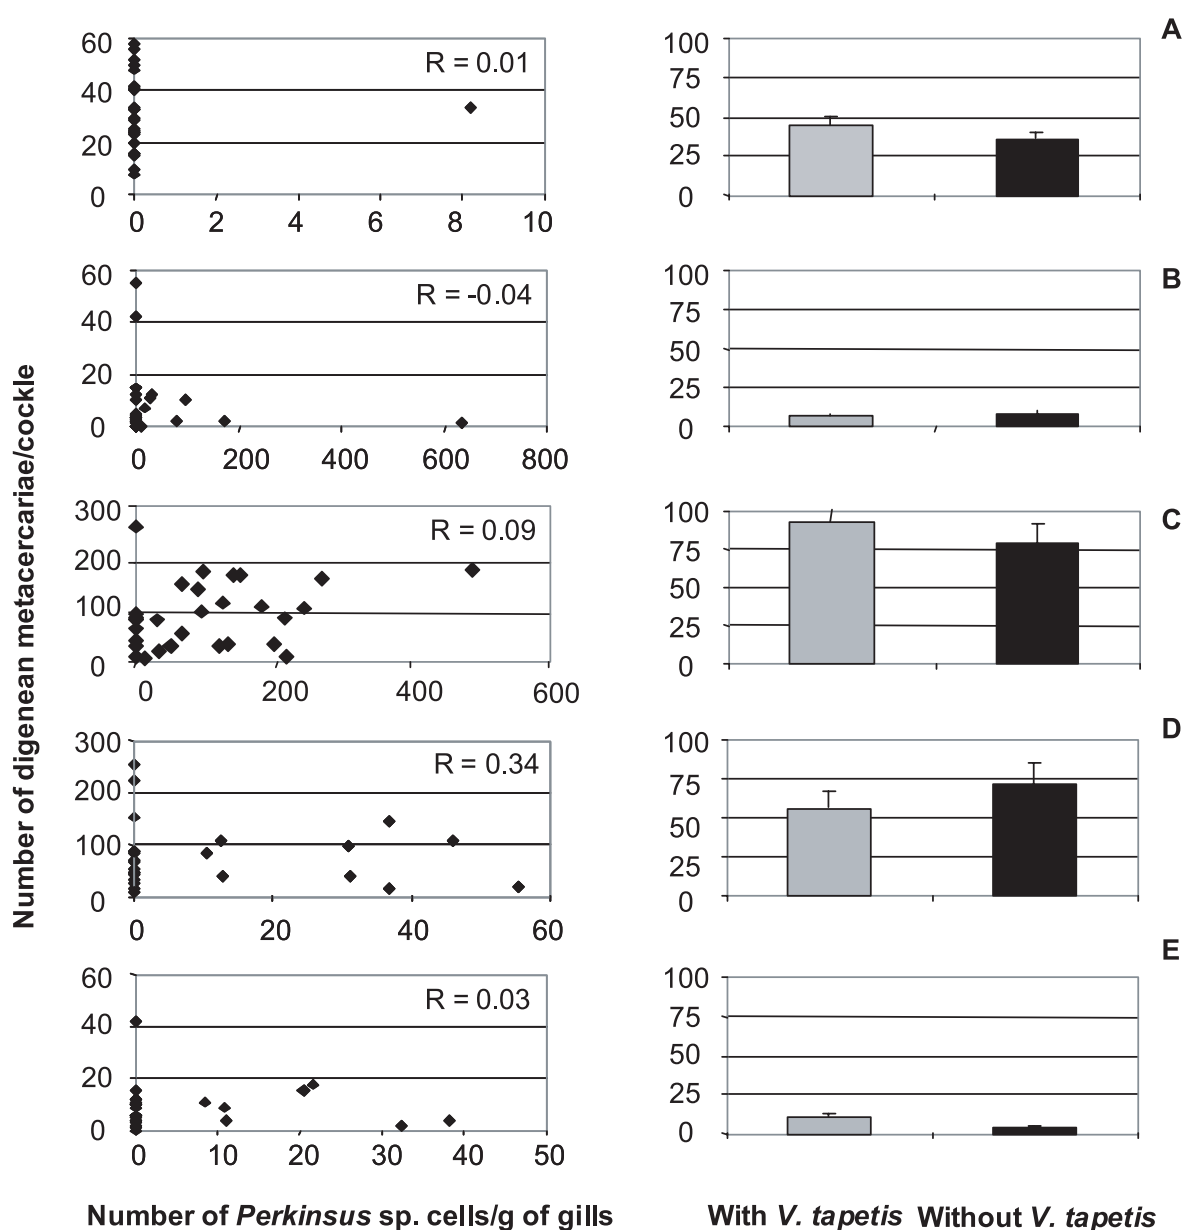 A
60
40
20
0
R = 0.01
0 2 4 6 8 10
100
75
50
25
0
B
60
40
20
0
R = -0.04
0 200 400 600 800
100
75
50
25
0
C
300
200
100
0
R = 0.09
0 200 400 600
100
75
50
25
0
D
300
200
100
0
R = 0.34
0 20 40 60
100
75
50
25
0
E
60
40
20
0
R = 0.03
0 10 20 30 40 50
100
75
50
25
0
Number of digenean metacercariae/cockle
Number of Perkinsus sp. cells/g of gills
With V. tapetis Without V. tapetis